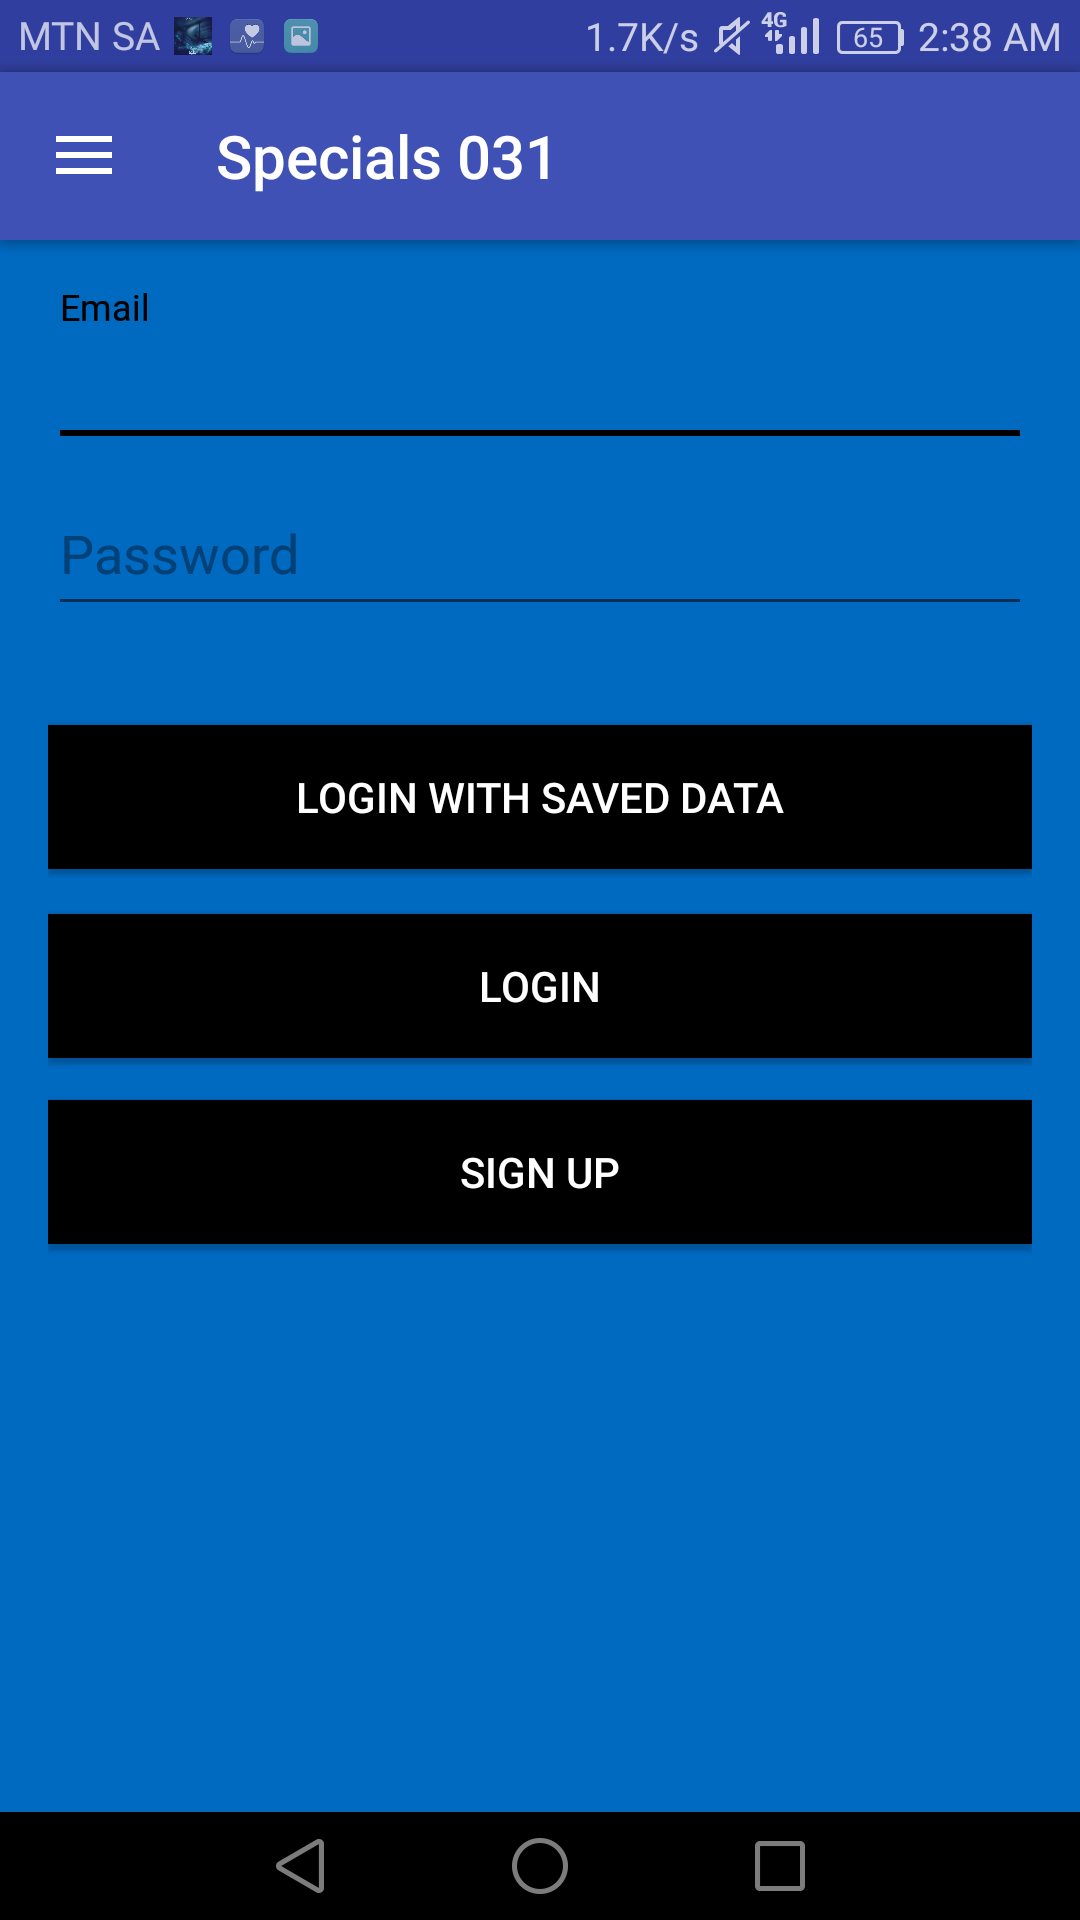 MTN SA 1.7K/s 4G 65 2:38 AM
Specials 031
Email
Password
LOGIN WITH SAVED DATA
LOGIN
SIGN UP